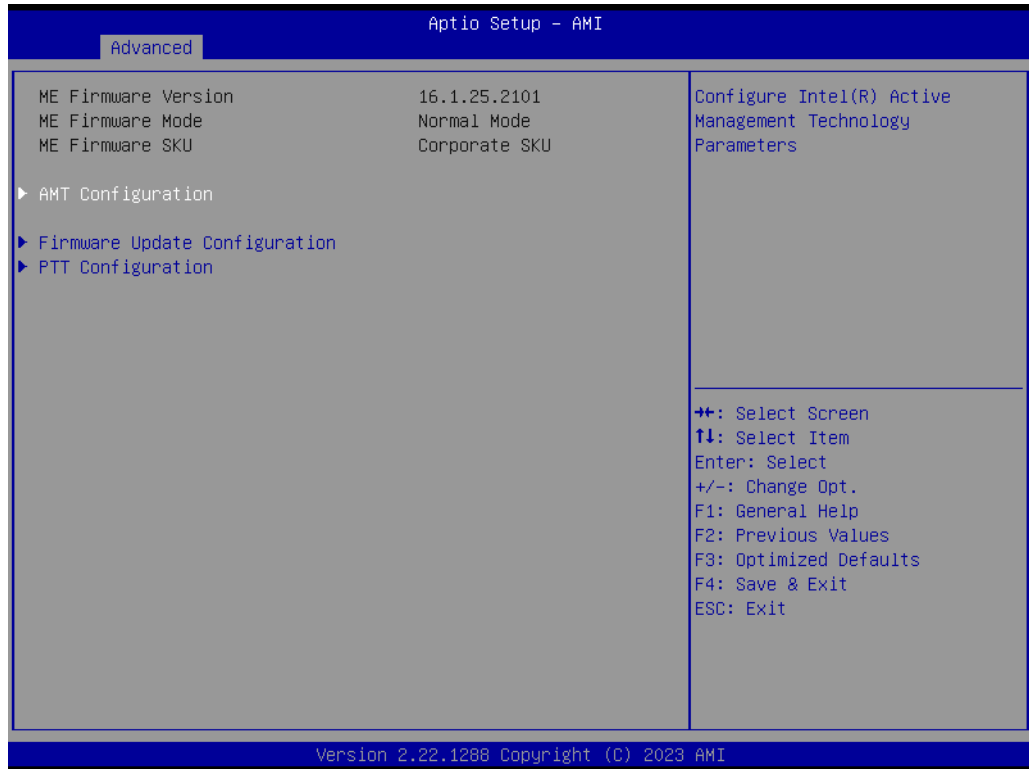 Aptio Setup – AMI
Advanced
ME Firmware Version 16.1.25.2101
ME Firmware Mode Normal Mode
ME Firmware SKU Corporate SKU
▶ AMT Configuration
▶ Firmware Update Configuration
▶ PTT Configuration
Configure Intel(R) Active
Management Technology
Parameters
→←: Select Screen
↑↓: Select Item
Enter: Select
+/-: Change Opt.
F1: General Help
F2: Previous Values
F3: Optimized Defaults
F4: Save & Exit
ESC: Exit
Version 2.22.1288 Copyright (C) 2023 AMI